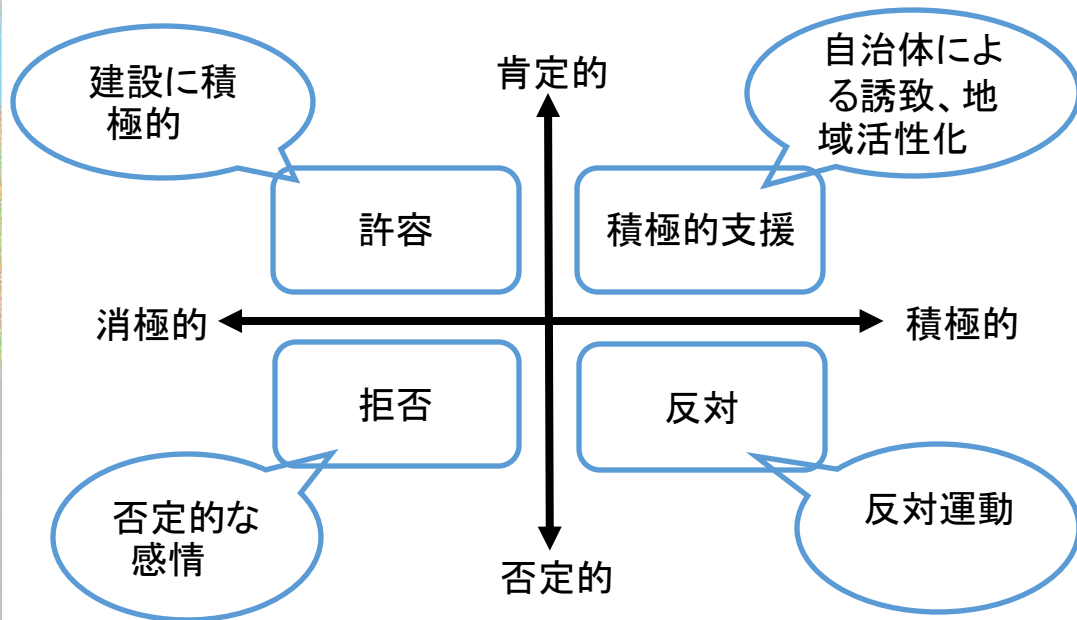 建設に積
極的
肯定的
自治体によ
る誘致、地
域活性化
許容
積極的支援
消極的
積極的
拒否
反対
否定的な
感情
反対運動
否定的